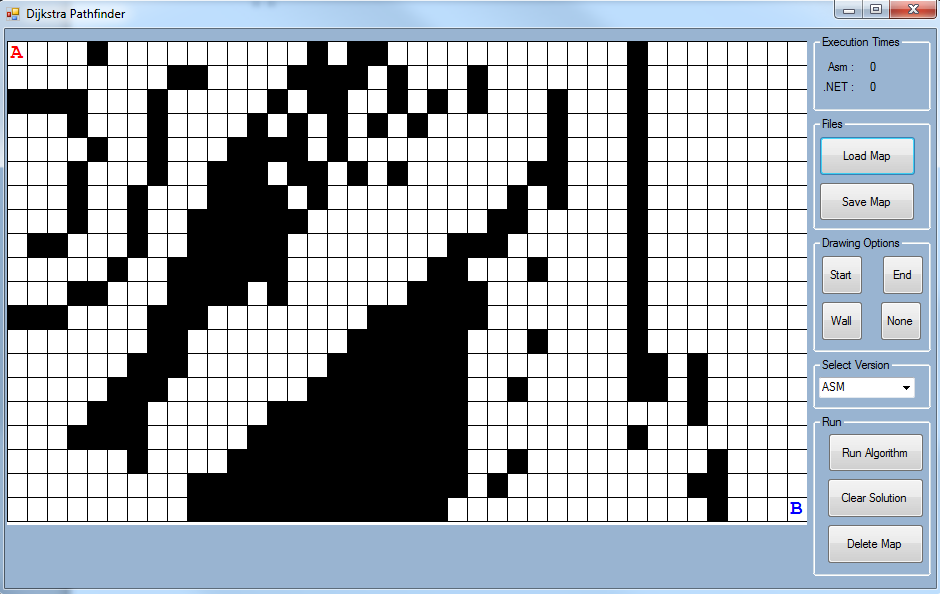 Dijkstra Pathfinder
A
B
Execution Times
Asm : 0
.NET : 0
Files
Load Map
Save Map
Drawing Options
Start End
Wall None
Select Version
ASM
Run
Run Algorithm
Clear Solution
Delete Map